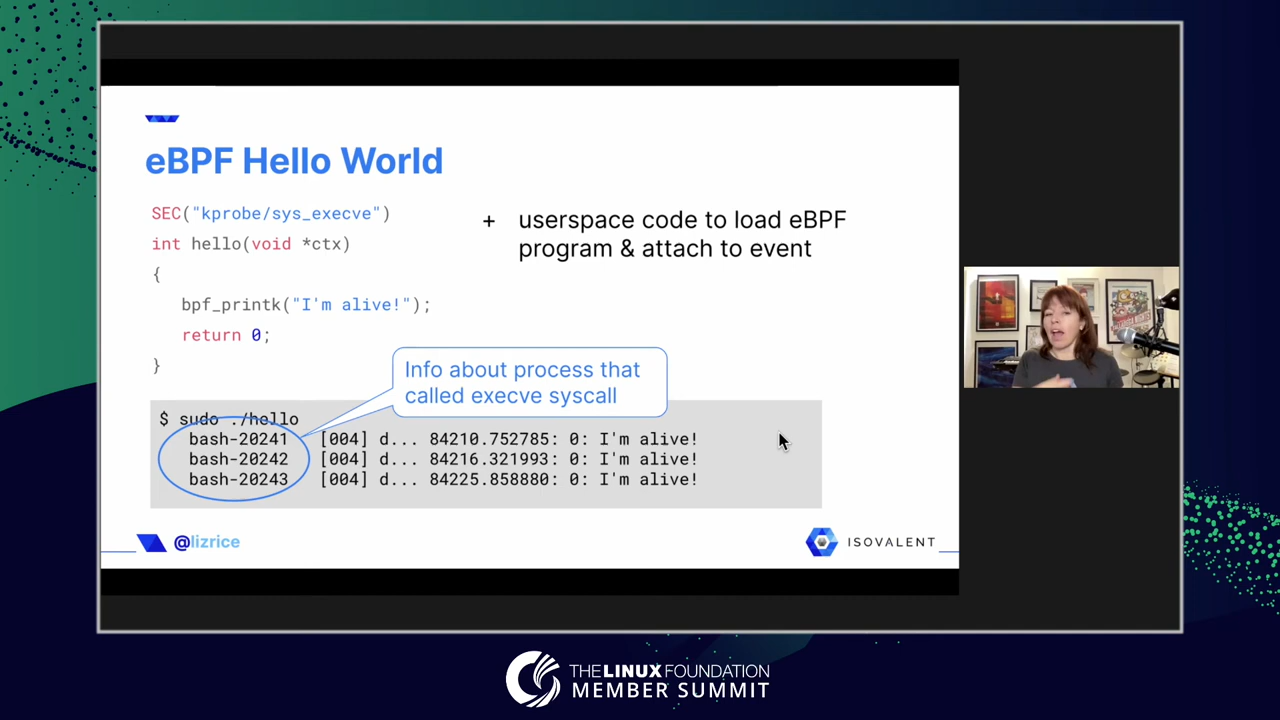 eBPF Hello World
SEC("kprobe/sys_execve")
int hello(void *ctx)
{
bpf_printk("I'm alive!");
return 0;
}
+ userspace code to load eBPF
program & attach to event
Info about process that
called execve syscall
$ sudo ./hello
bash-20241 [004] d... 84210.752785: 0: I'm alive!
bash-20242 [004] d... 84216.321993: 0: I'm alive!
bash-20243 [004] d... 84225.858880: 0: I'm alive!
@lizrice
ISOVALENT
THE LINUX FOUNDATION
MEMBER SUMMIT